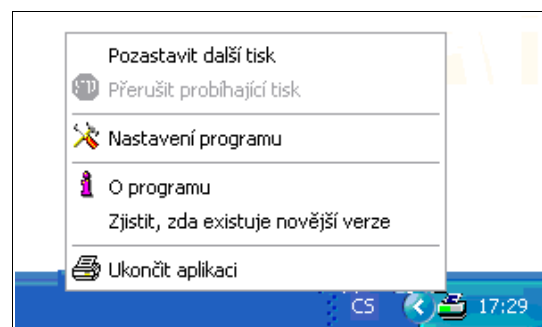 Pozastavit další tisk
Přerušit probíhající tisk
Nastavení programu
O programu
Zjistit, zda existuje novější verze
Ukončit aplikaci
CS
17:29